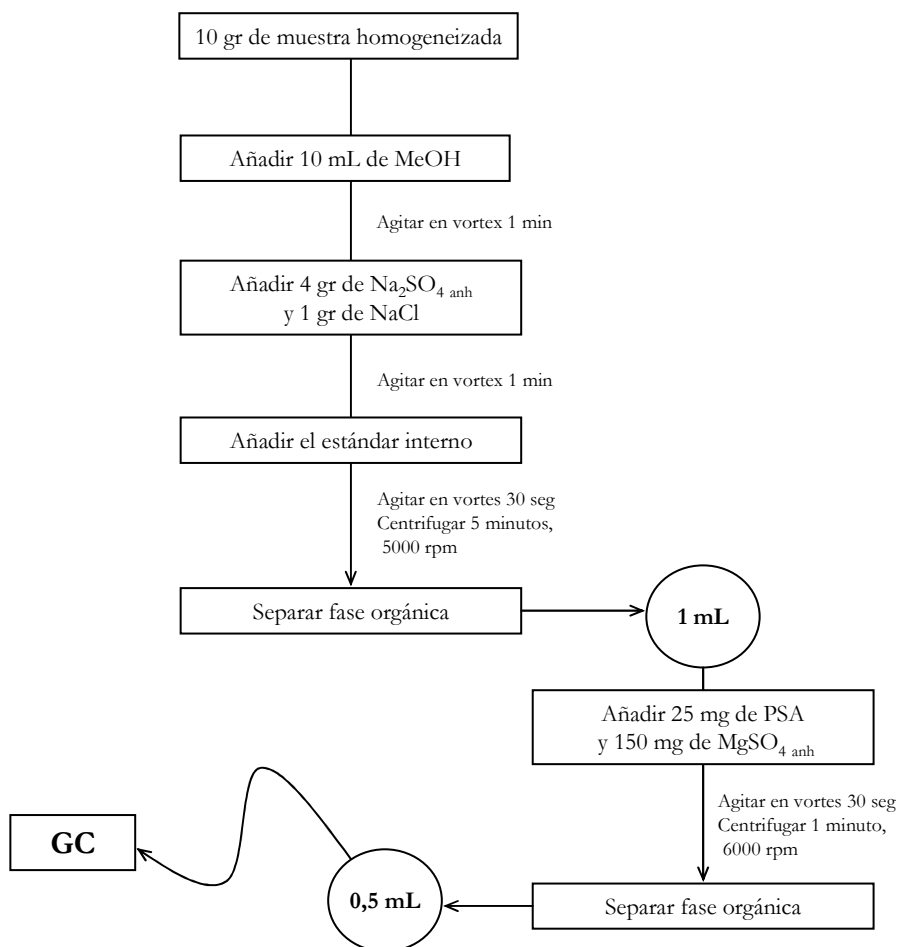 10 gr de muestra homogeneizada
Añadir 10 mL de MeOH
Agitar en vortex 1 min
Añadir 4 gr de Na₂SO₄ anh
y 1 gr de NaCl
Agitar en vortex 1 min
Añadir el estándar interno
Agitar en vortes 30 seg
Centrifugar 5 minutos,
5000 rpm
Separar fase orgánica
1 mL
Añadir 25 mg de PSA
y 150 mg de MgSO₄ anh
Agitar en vortes 30 seg
Centrifugar 1 minuto,
6000 rpm
Separar fase orgánica
0,5 mL
GC